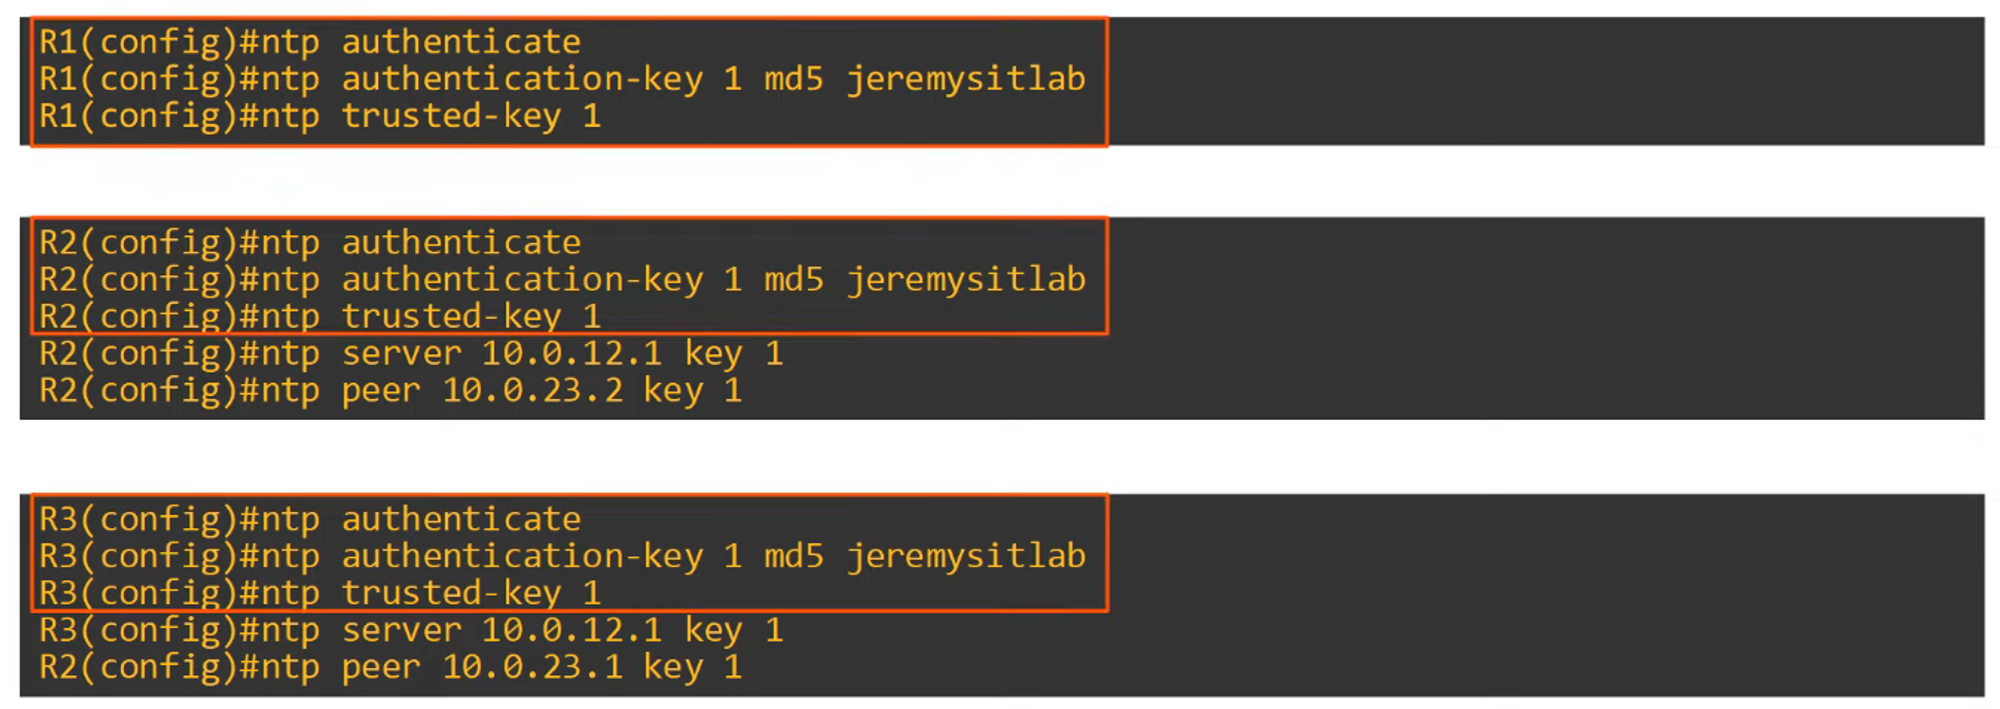 R1(config)#ntp authenticate
R1(config)#ntp authentication-key 1 md5 jeremysitlab
R1(config)#ntp trusted-key 1
R2(config)#ntp authenticate
R2(config)#ntp authentication-key 1 md5 jeremysitlab
R2(config)#ntp trusted-key 1
R2(config)#ntp server 10.0.12.1 key 1
R2(config)#ntp peer 10.0.23.2 key 1
R3(config)#ntp authenticate
R3(config)#ntp authentication-key 1 md5 jeremysitlab
R3(config)#ntp trusted-key 1
R3(config)#ntp server 10.0.12.1 key 1
R2(config)#ntp peer 10.0.23.1 key 1